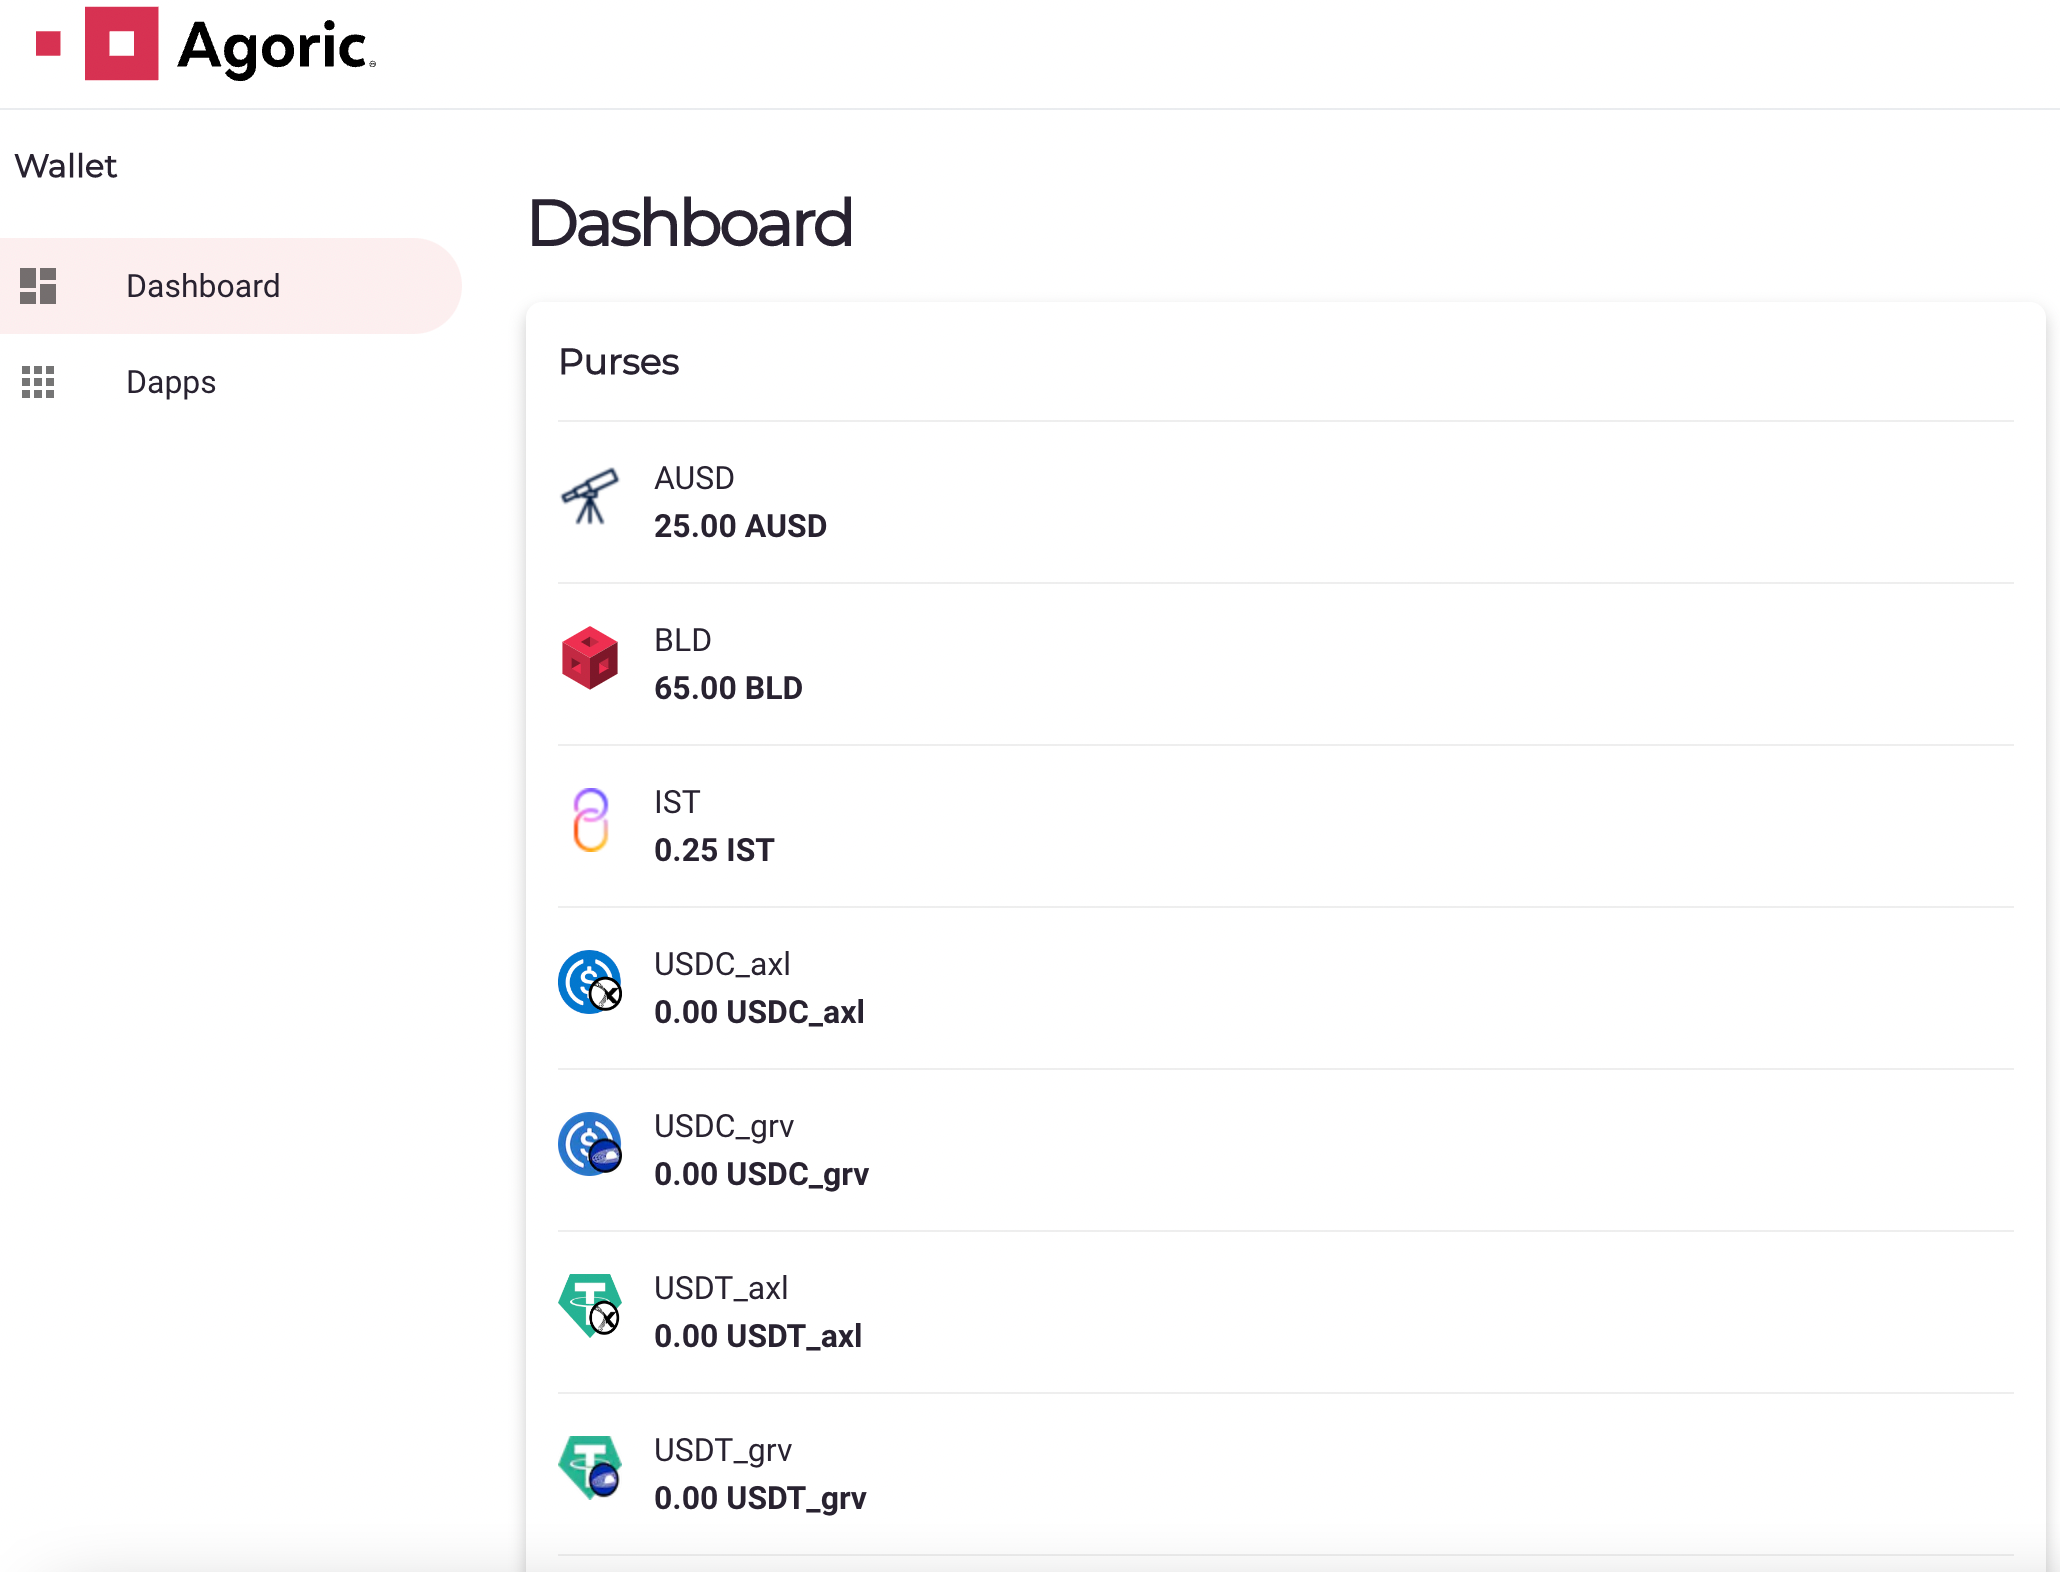 Agoric
Wallet
Dashboard
Dapps
Dashboard
Purses
AUSD
25.00 AUSD
BLD
65.00 BLD
IST
0.25 IST
USDC_axl
0.00 USDC_axl
USDC_grv
0.00 USDC_grv
USDT_axl
0.00 USDT_axl
USDT_grv
0.00 USDT_grv